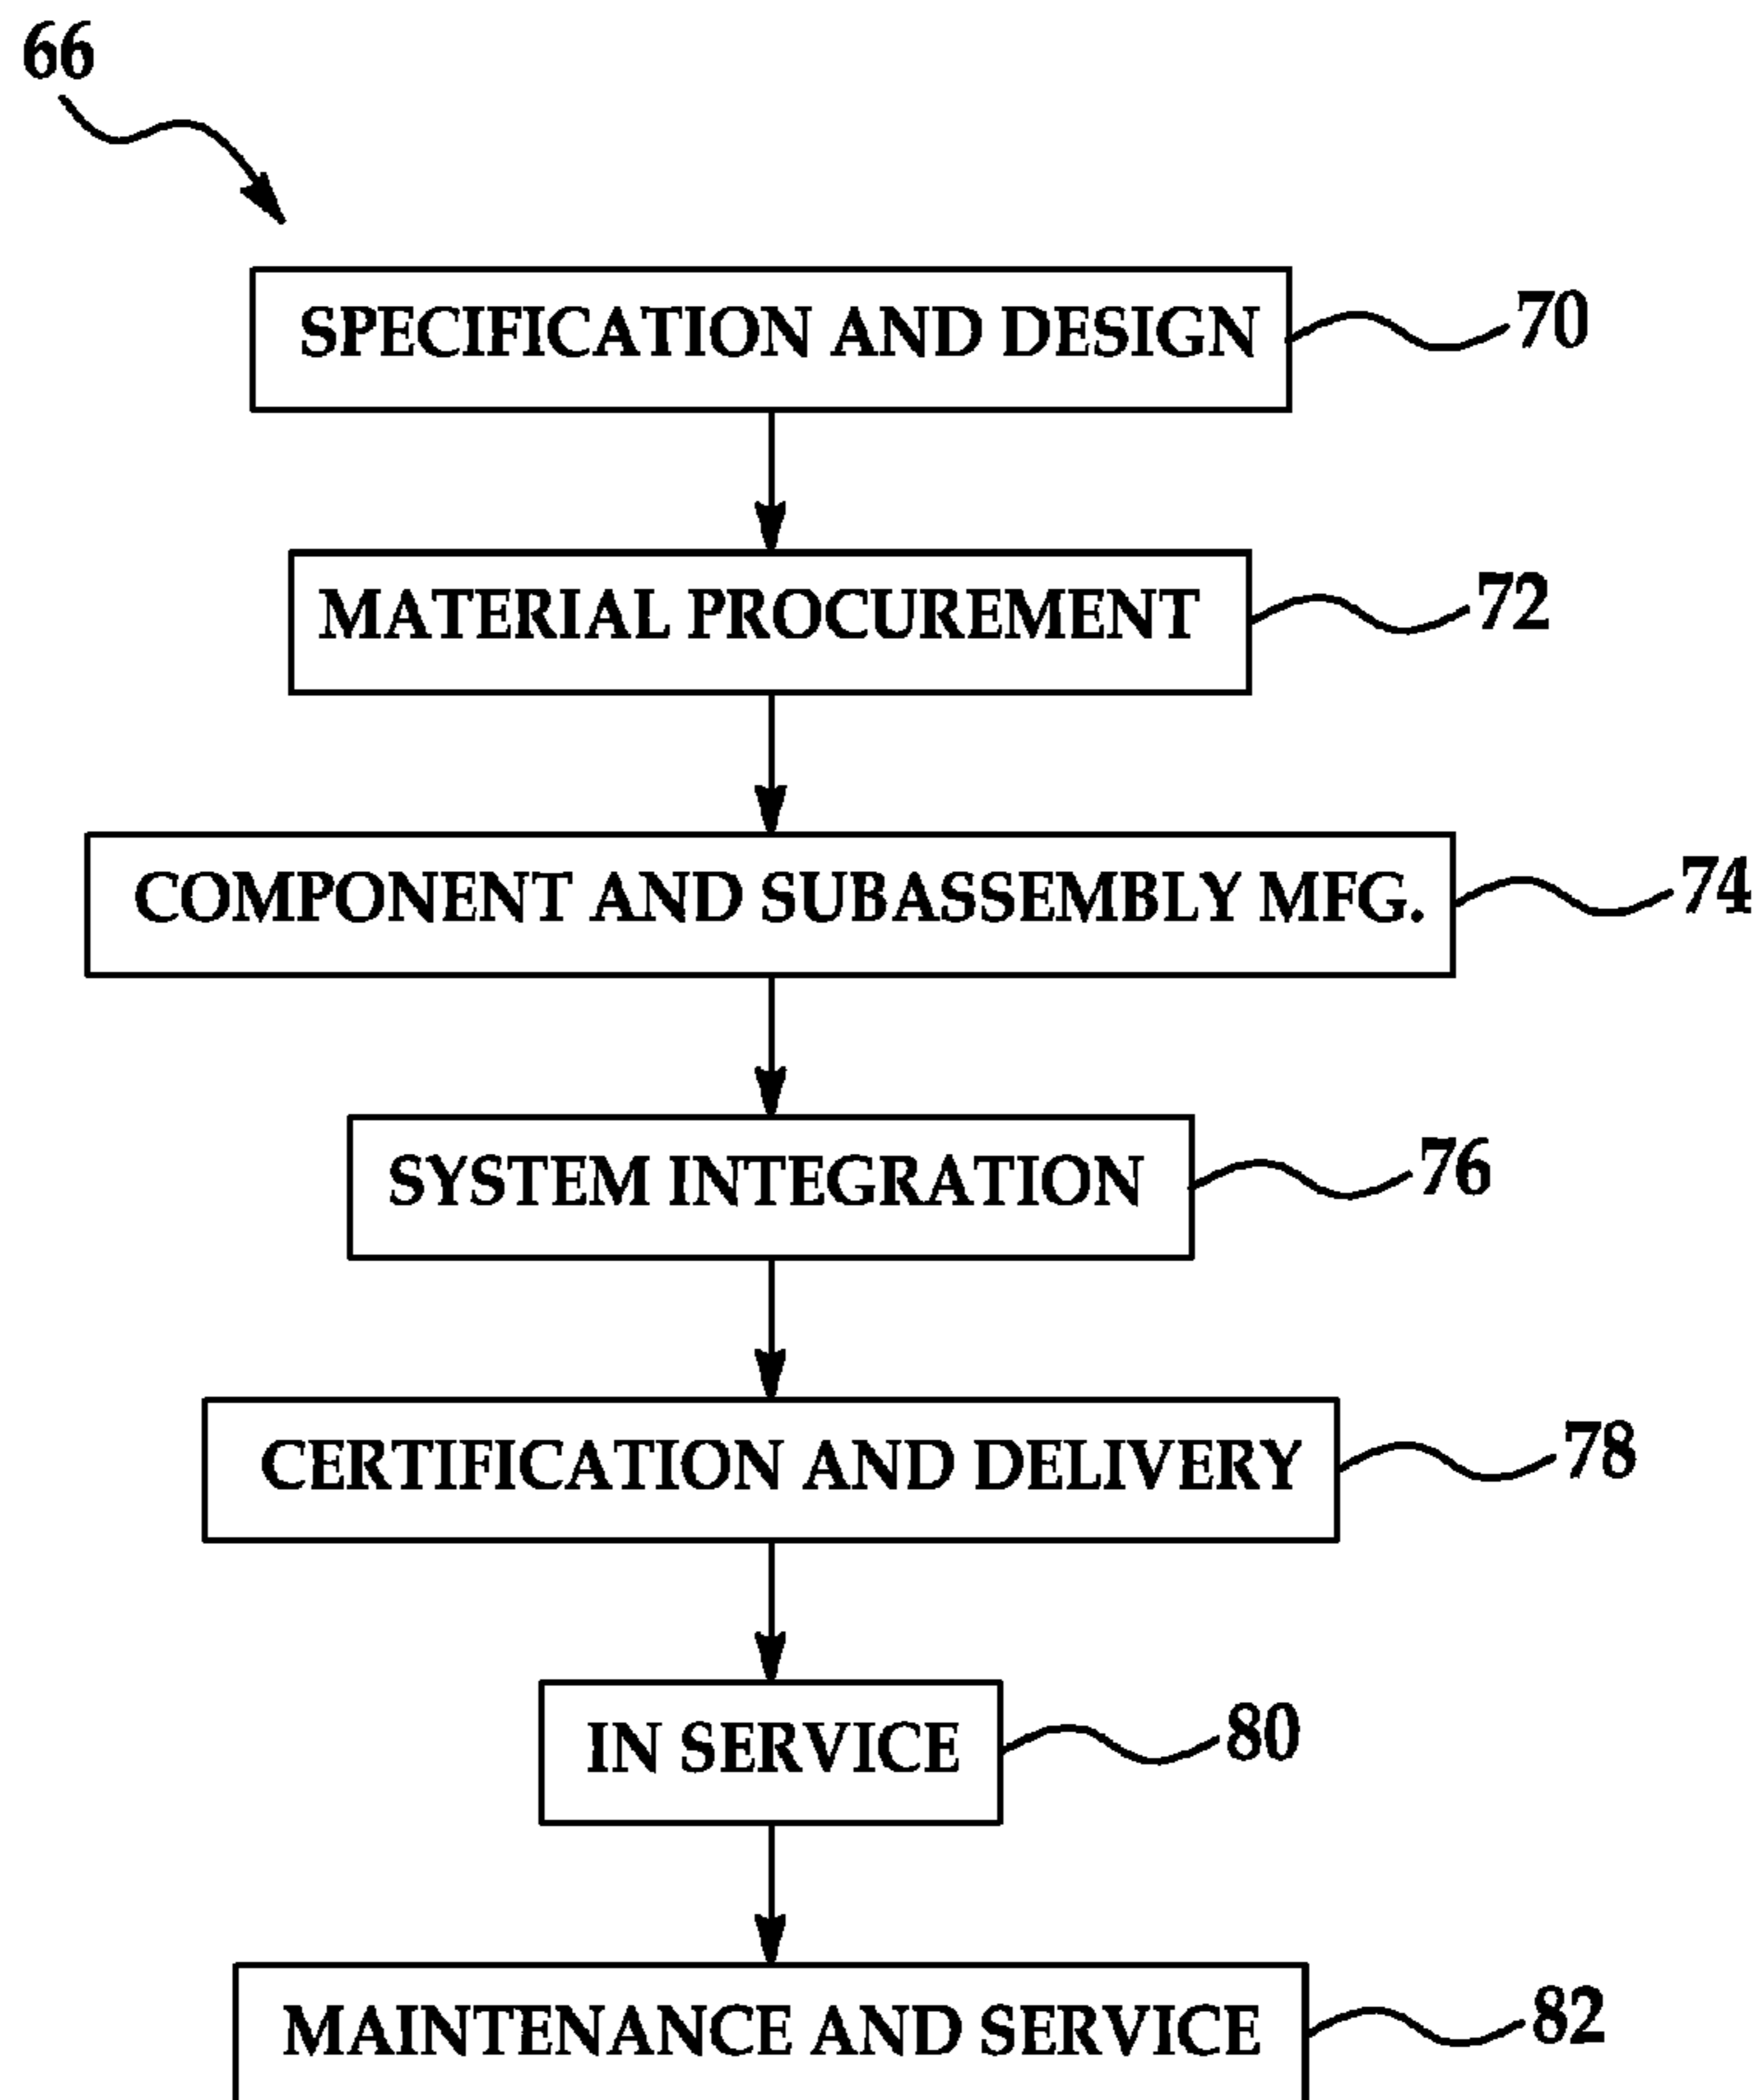 66
SPECIFICATION AND DESIGN 70
MATERIAL PROCUREMENT 72
COMPONENT AND SUBASSEMBLY MFG. 74
SYSTEM INTEGRATION 76
CERTIFICATION AND DELIVERY 78
IN SERVICE 80
MAINTENANCE AND SERVICE 82